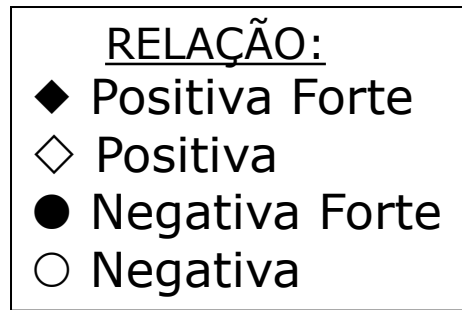 RELAÇÃO:
◆ Positiva Forte
◇ Positiva
● Negativa Forte
○ Negativa